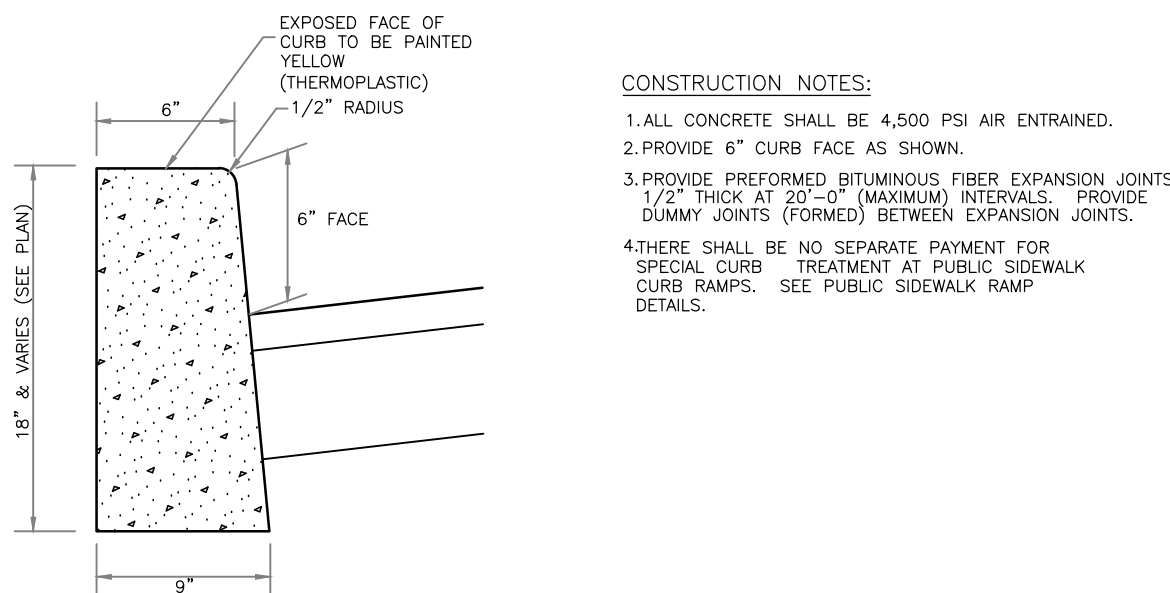 EXPOSED FACE OF
CURB TO BE PAINTED
YELLOW
(THERMOPLASTIC)
1/2" RADIUS
6"
6" FACE
18" & VARIES (SEE PLAN)
9"
CONSTRUCTION NOTES:
1. ALL CONCRETE SHALL BE 4,500 PSI AIR ENTRAINED.
2. PROVIDE 6" CURB FACE AS SHOWN.
3. PROVIDE PREFORMED BITUMINOUS FIBER EXPANSION JOINTS
1/2" THICK AT 20'-0" (MAXIMUM) INTERVALS. PROVIDE
DUMMY JOINTS (FORMED) BETWEEN EXPANSION JOINTS.
4. THERE SHALL BE NO SEPARATE PAYMENT FOR
SPECIAL CURB TREATMENT AT PUBLIC SIDEWALK
CURB RAMPS. SEE PUBLIC SIDEWALK RAMP
DETAILS.